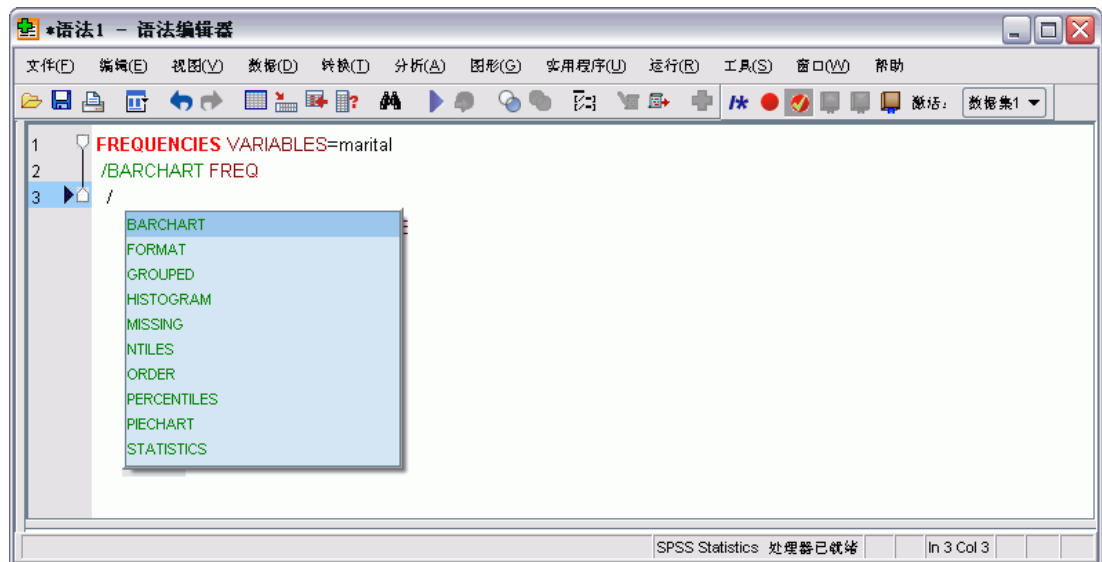 *语法1 - 语法编辑器
文件(F) 编辑(E) 视图(V) 数据(D) 转换(T) 分析(A) 图形(G) 实用程序(U) 运行(R) 工具(S) 窗口(W) 帮助
激活: 数据集1
1 FREQUENCIES VARIABLES=marital
2 /BARCHART FREQ
3 /
BARCHART
FORMAT
GROUPED
HISTOGRAM
MISSING
NTILES
ORDER
PERCENTILES
PIECHART
STATISTICS
SPSS Statistics 处理器已就绪 In 3 Col 3